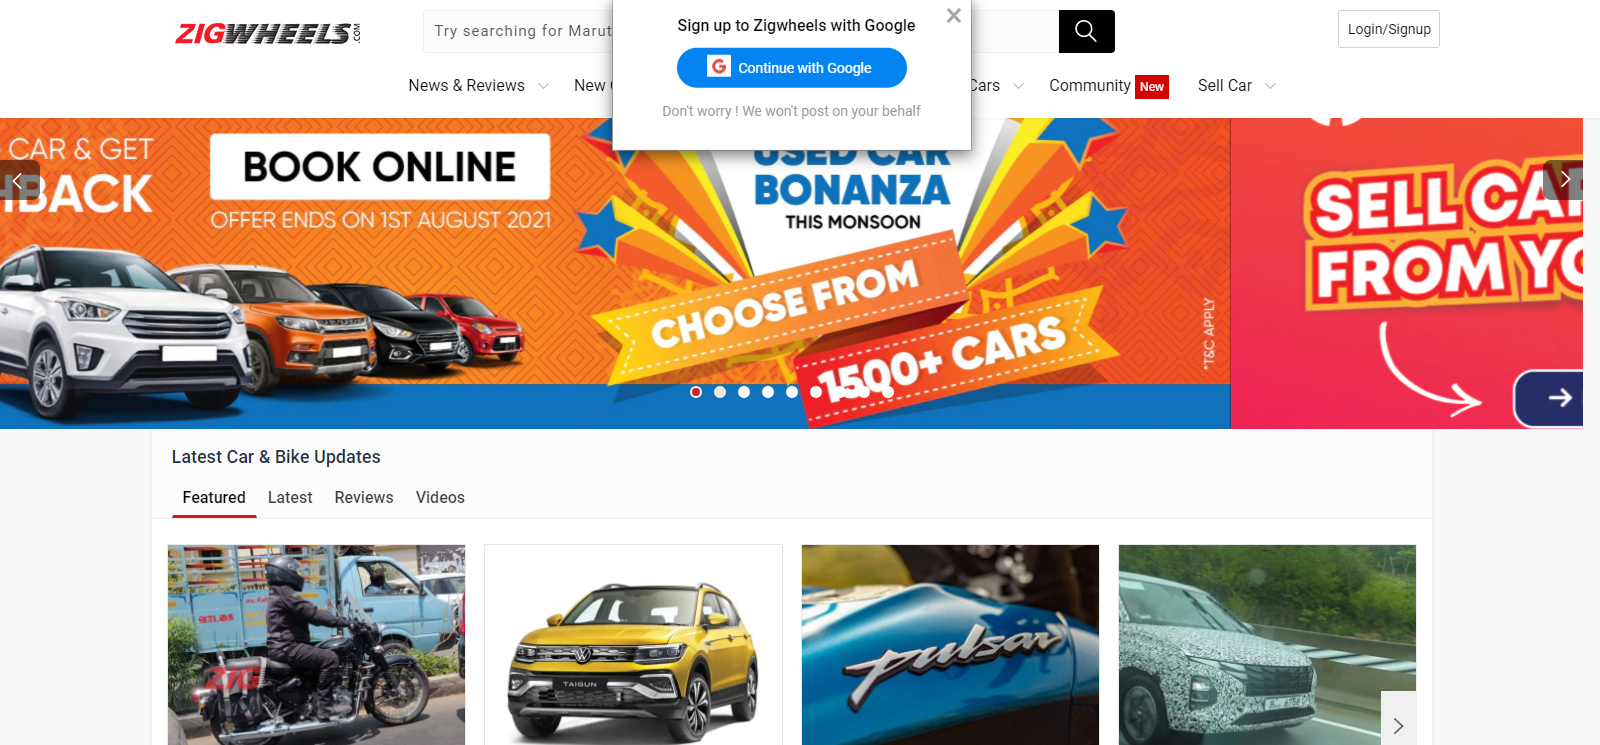 ZIGWHEELS
.COM
Try searching for Marut
Sign up to Zigwheels with Google
Continue with Google
Don't worry ! We won't post on your behalf
Login/Signup
News & Reviews
New
Cars
Community New
Sell Car
CAR & GET
BACK
BOOK ONLINE
OFFER ENDS ON 1ST AUGUST 2021
USED CAR
BONANZA
THIS MONSOON
CHOOSE FROM
1500+ CARS
*T&C APPLY
SELL CAR
FROM YO
Latest Car & Bike Updates
Featured
Latest
Reviews
Videos
ZIG
TAIGUN
pulsar